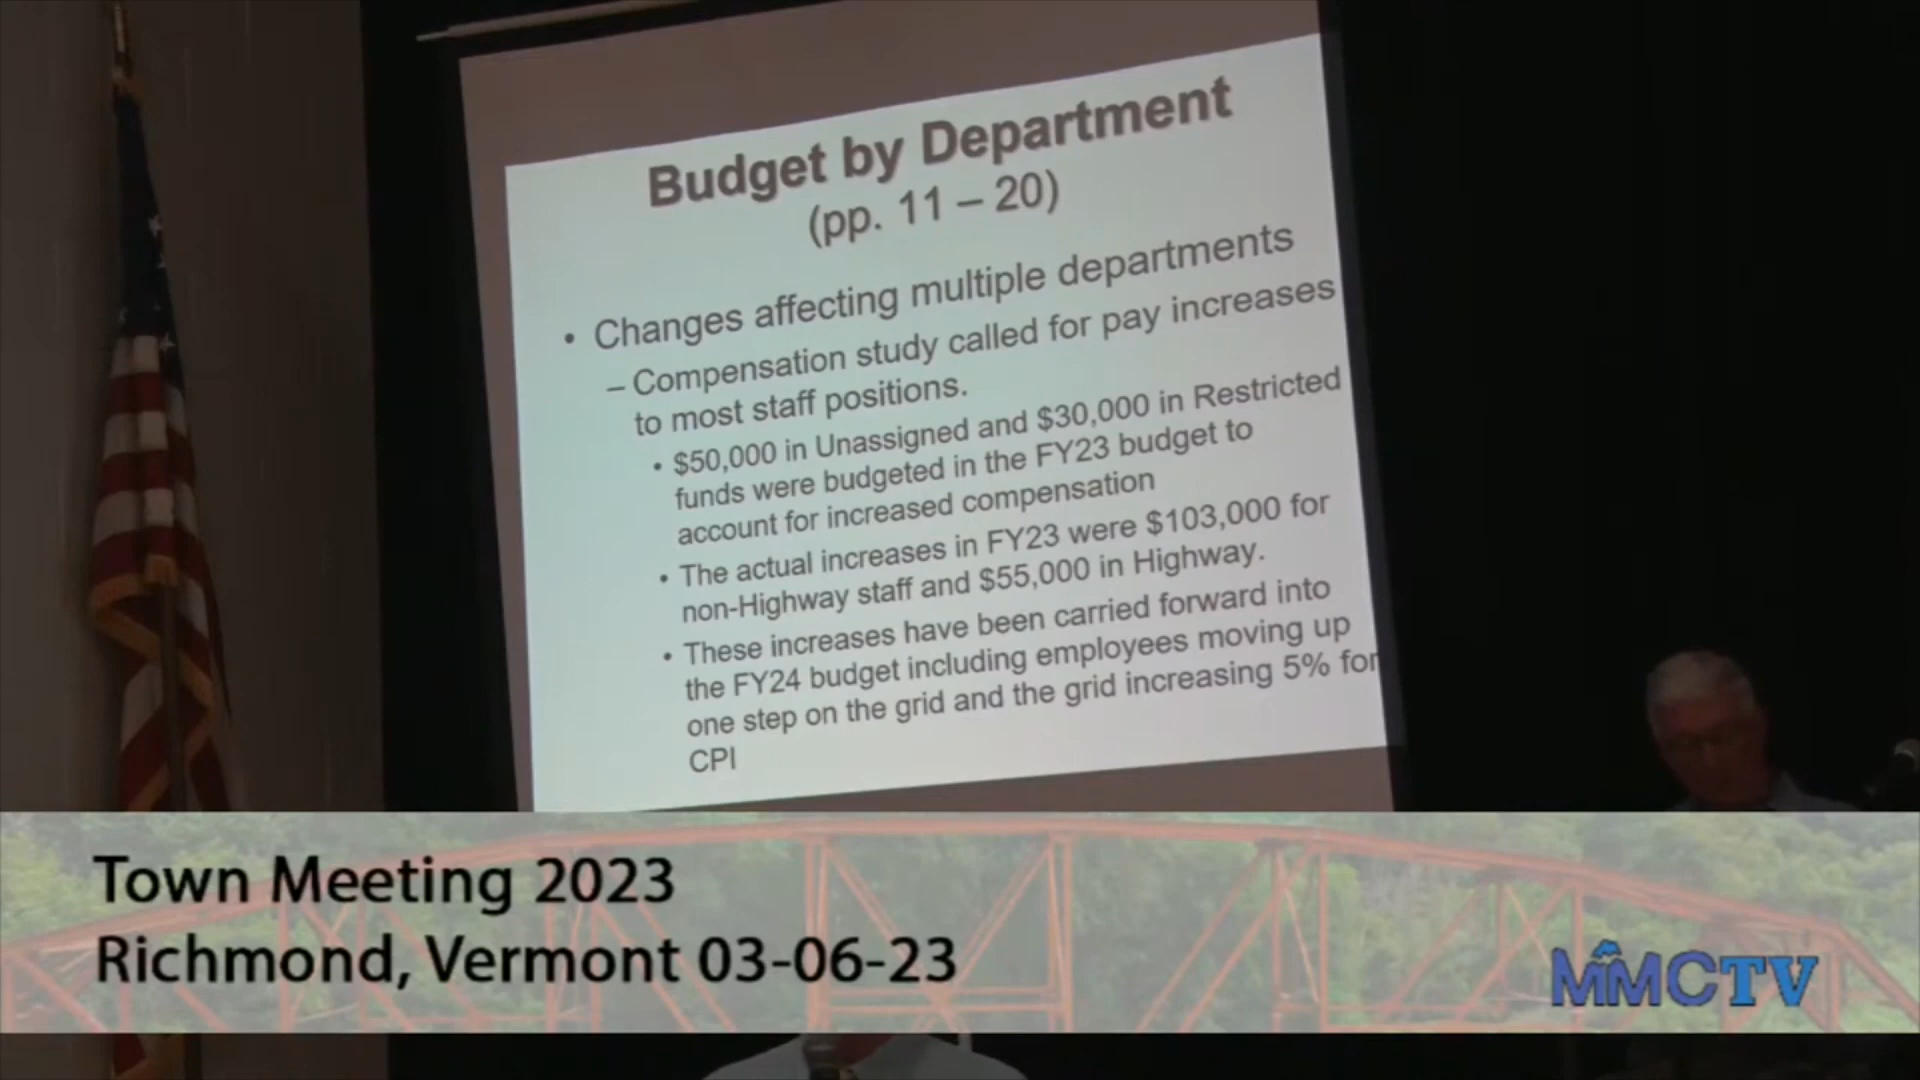 Budget by Department
(pp. 11 – 20)
• Changes affecting multiple departments
– Compensation study called for pay increases
to most staff positions.
• $50,000 in Unassigned and $30,000 in Restricted
funds were budgeted in the FY23 budget to
account for increased compensation
• The actual increases in FY23 were $103,000 for
non-Highway staff and $55,000 in Highway.
• These increases have been carried forward into
the FY24 budget including employees moving up
one step on the grid and the grid increasing 5% for
CPI
Town Meeting 2023
Richmond, Vermont 03-06-23
MMCTV